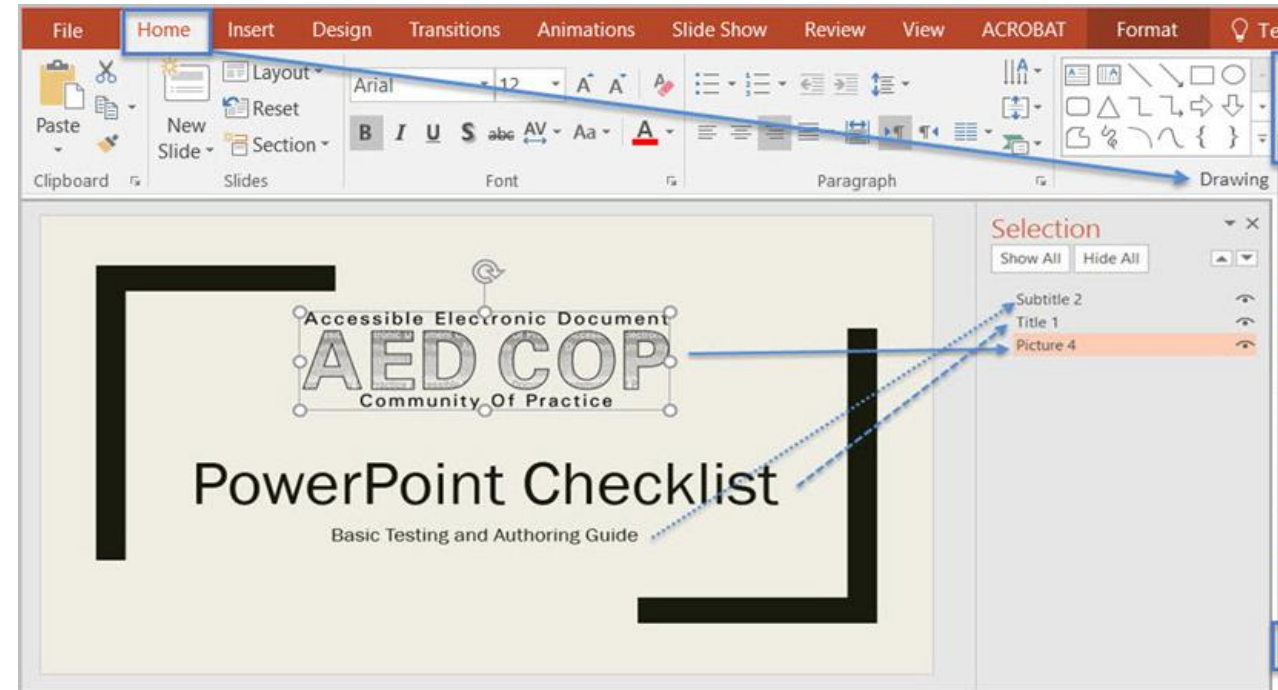 File Home Insert Design Transitions Animations Slide Show Review View ACROBAT Format Te
Paste
New Slide
Layout
Reset
Section
Arial 12 A A
B I U S abc AV Aa A
Clipboard Slides Font Paragraph Drawing
Selection
Show All Hide All
Subtitle 2
Title 1
Picture 4
Accessible Electronic Document
AED COP
Community Of Practice
PowerPoint Checklist
Basic Testing and Authoring Guide